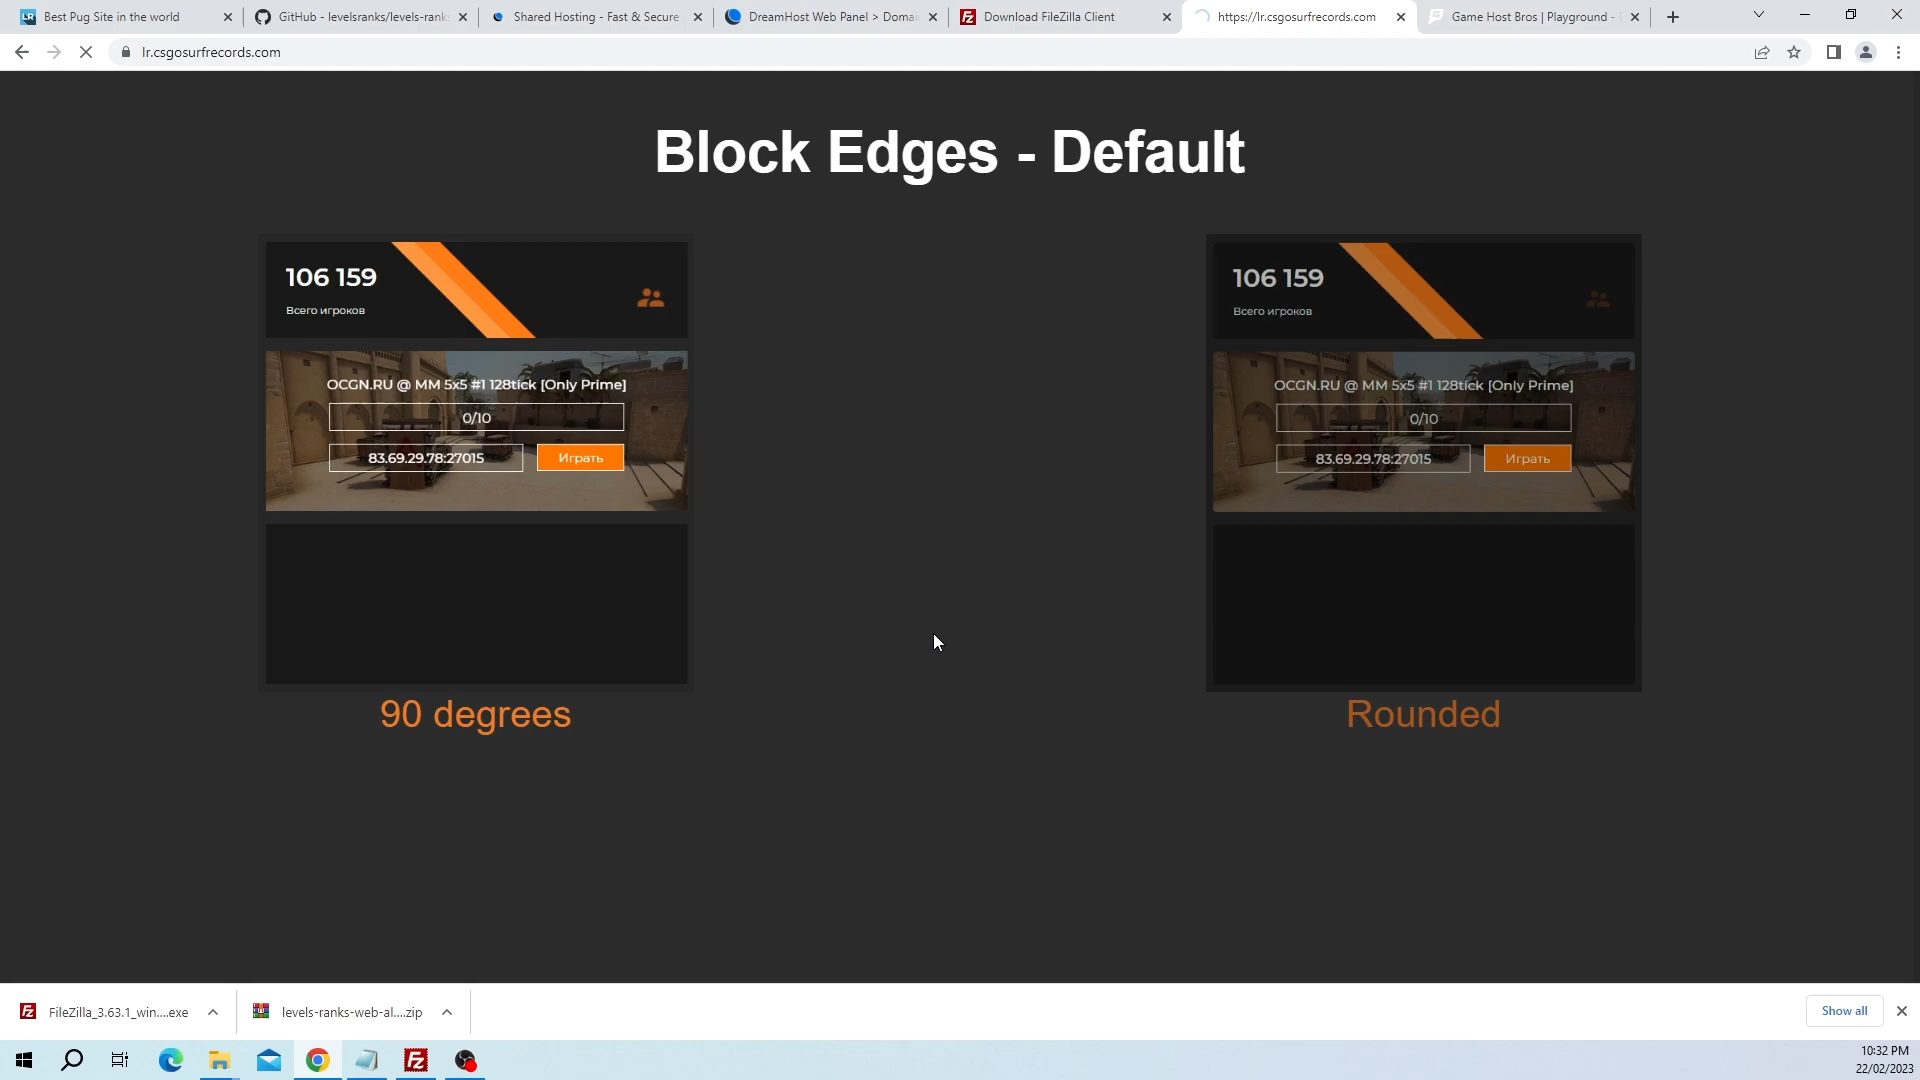 Best Pug Site in the world
GitHub - levelsranks/levels-rank
Shared Hosting - Fast & Secure
DreamHost Web Panel > Domai
Download FileZilla Client
https://lr.csgosurfrecords.com
Game Host Bros | Playground -
lr.csgosurfrecords.com
Block Edges - Default
106 159
Всего игроков
OCGN.RU @ MM 5x5 #1 128tick [Only Prime]
0/10
83.69.29.78:27015
Играть
90 degrees
106 159
Всего игроков
OCGN.RU @ MM 5x5 #1 128tick [Only Prime]
0/10
83.69.29.78:27015
Играть
Rounded
FileZilla_3.63.1_win....exe
levels-ranks-web-al....zip
Show all
10:32 PM
22/02/2023